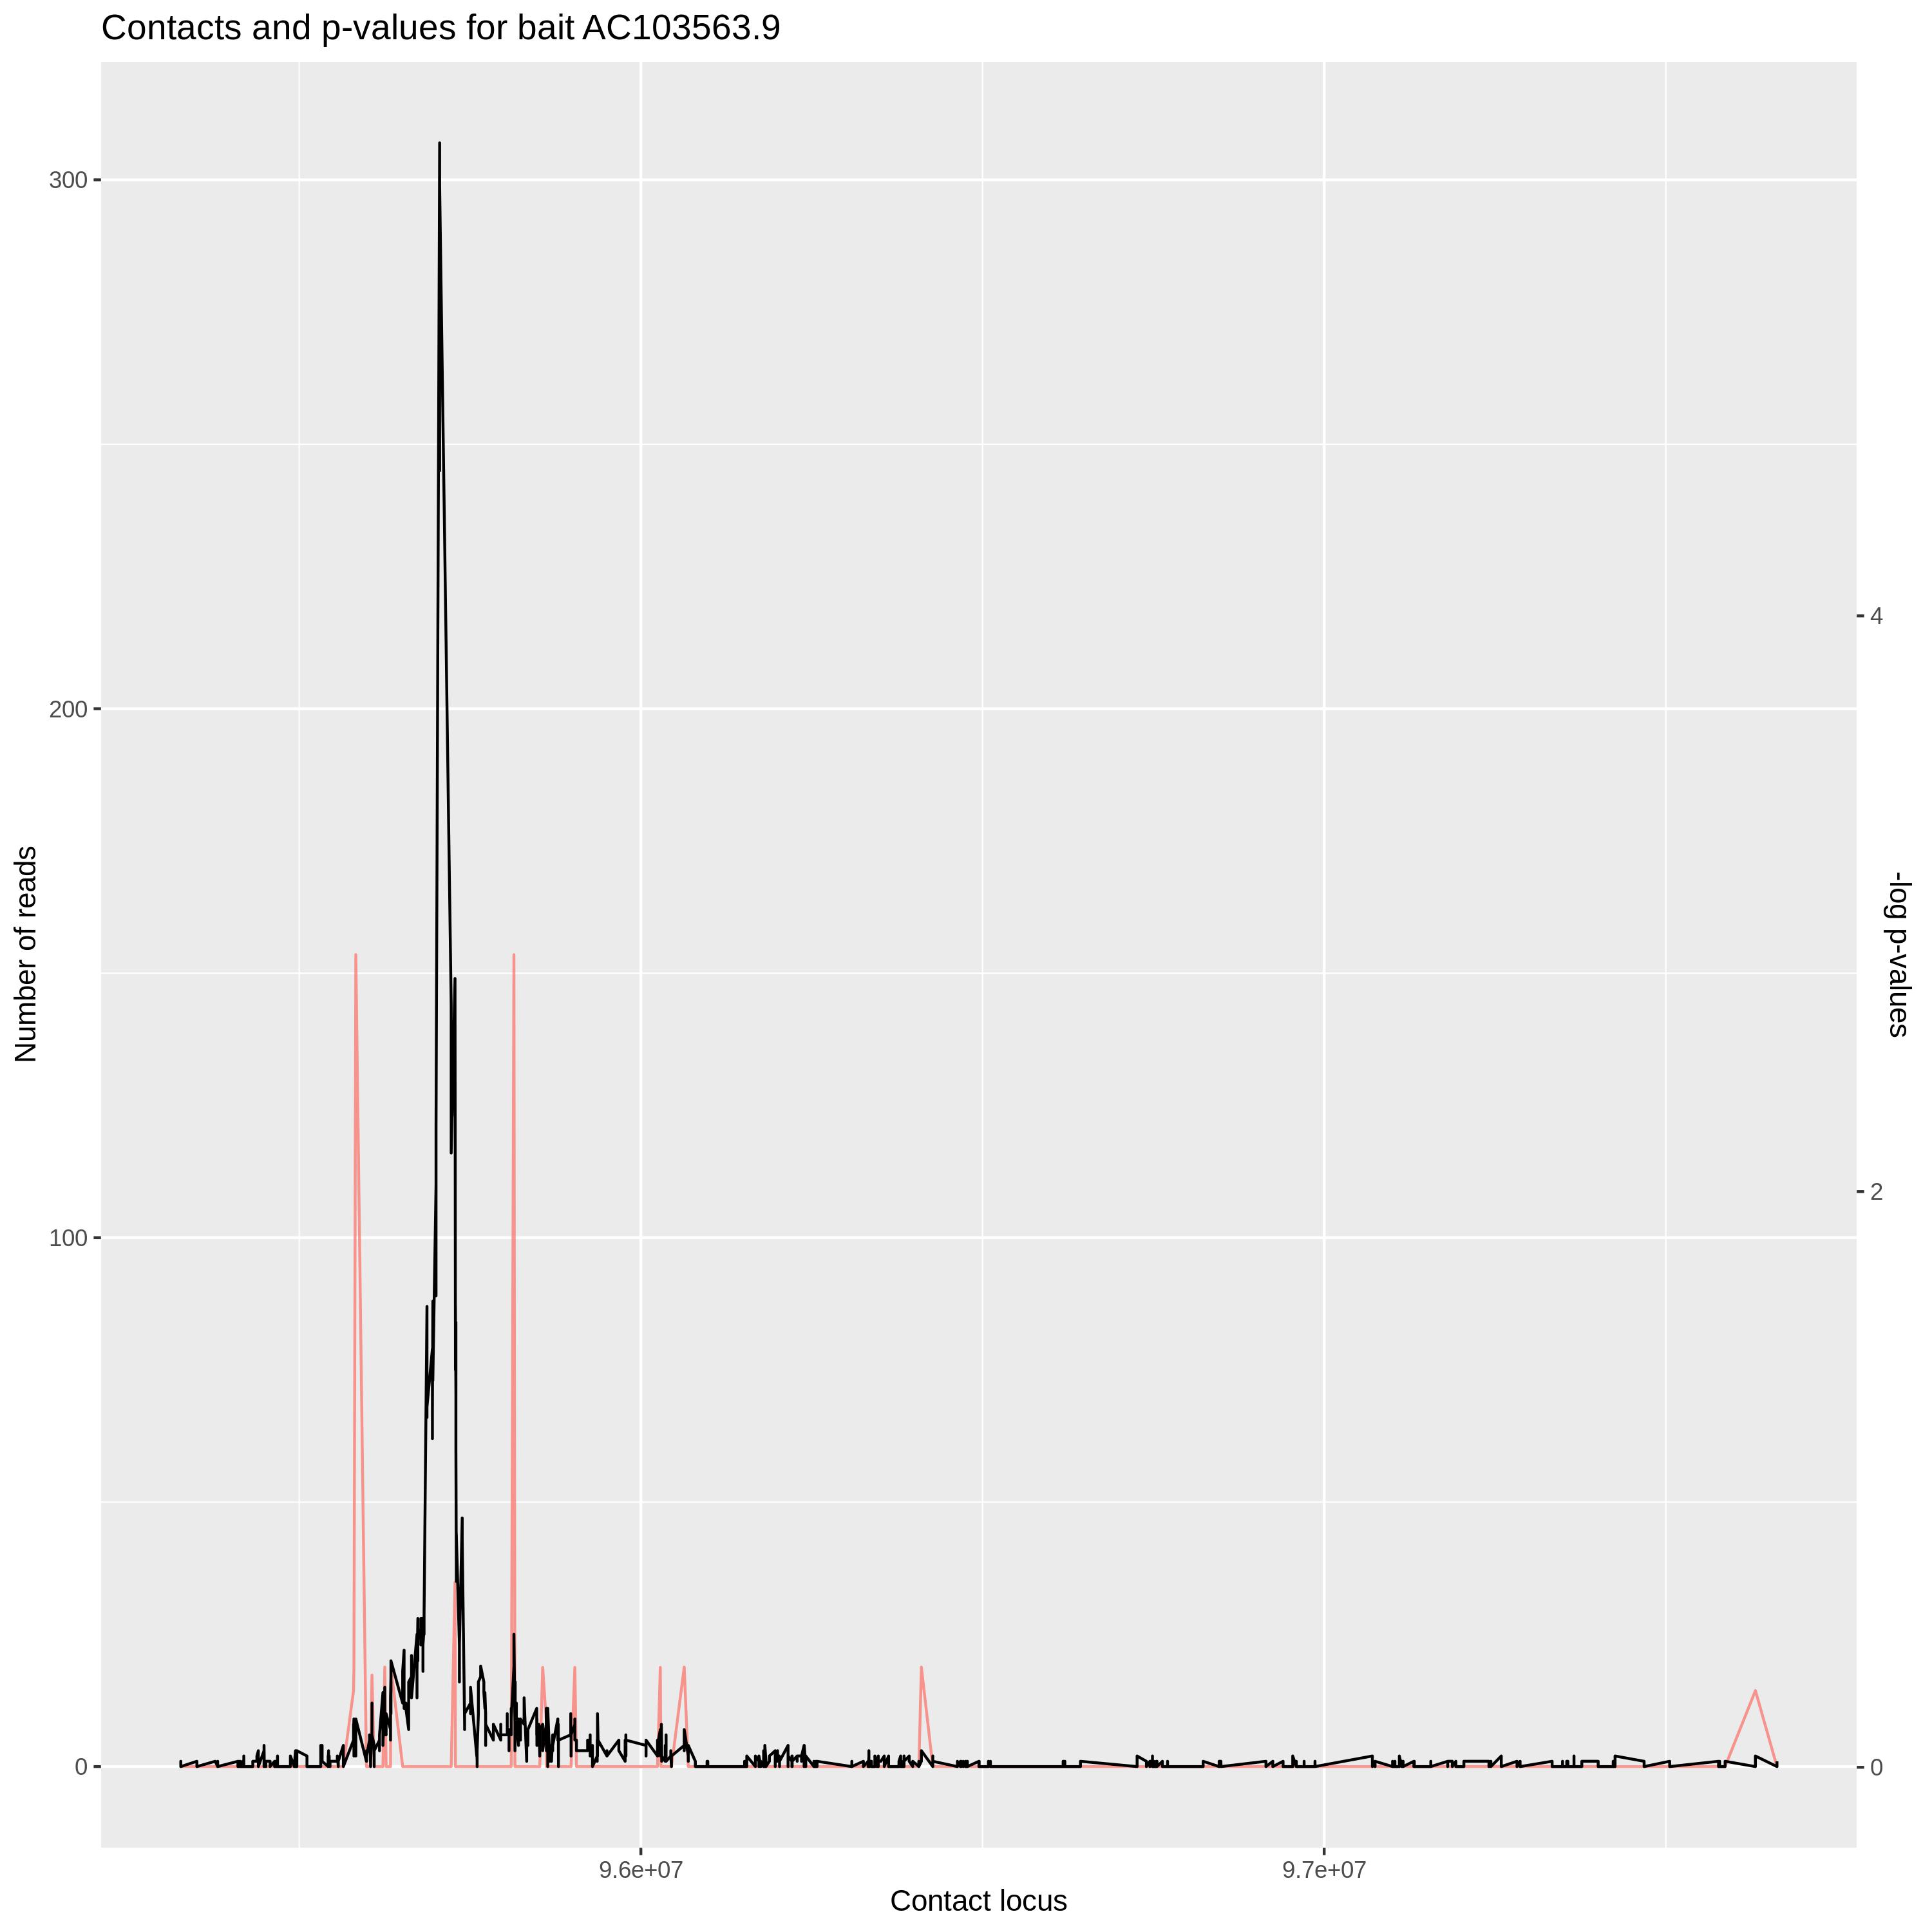 Contacts and p-values for bait AC103563.9
300
200
100
0
Number of reads
4
2
0
-log p-values
9.6e+07
9.7e+07
Contact locus